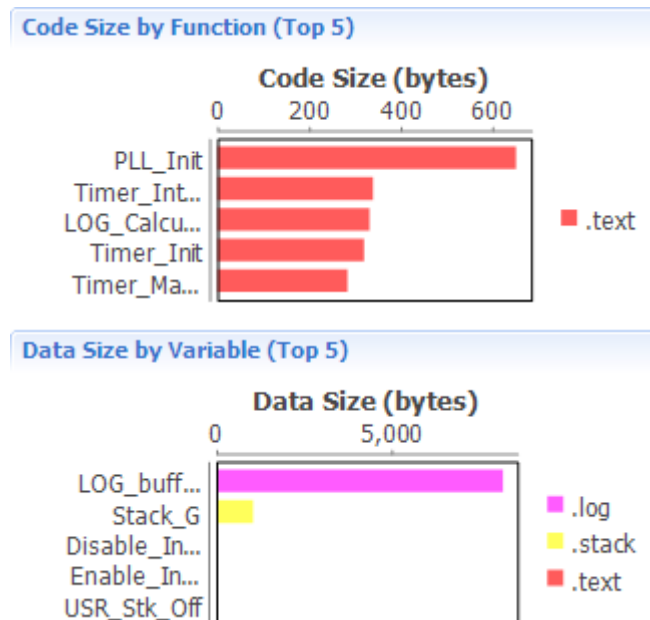 Code Size by Function (Top 5)
Code Size (bytes)
0 200 400 600
PLL_Init
Timer_Int...
LOG_Calcu...
Timer_Init
Timer_Ma...
.text
Data Size by Variable (Top 5)
Data Size (bytes)
0 5,000
LOG_buff...
Stack_G
Disable_In...
Enable_In...
USR_Stk_Off
.log
.stack
.text